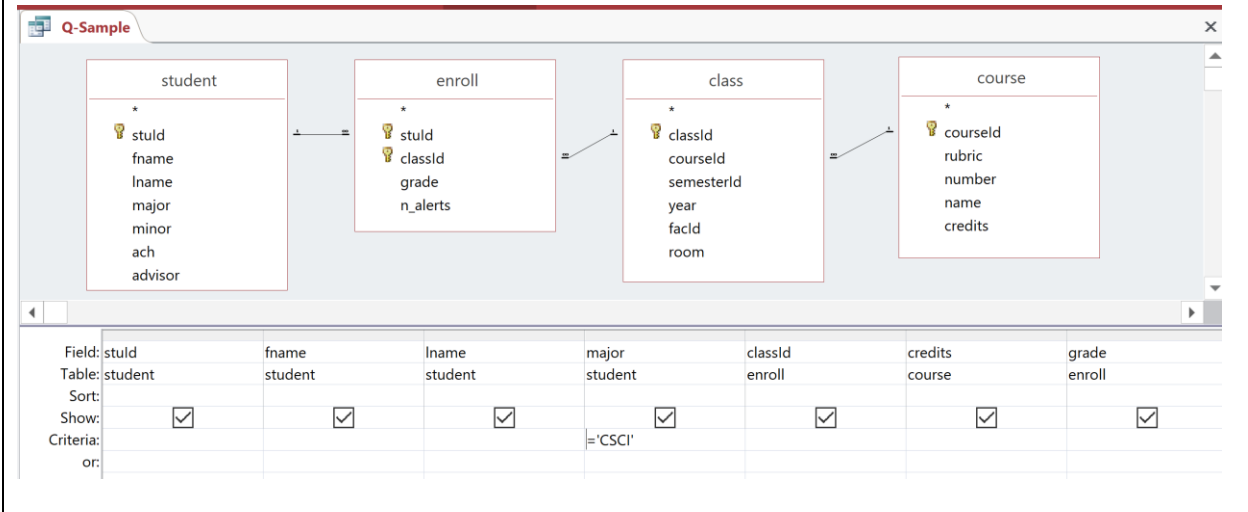 Q-Sample
student
*
stuId
fname
lname
major
minor
ach
advisor
enroll
*
stuId
classId
grade
n_alerts
class
*
classId
courseId
semesterId
year
facId
room
course
*
courseId
rubric
number
name
credits
Field: stuId fname lname major classId credits grade
Table: student student student student enroll course enroll
Sort:
Show:
Criteria: ='CSCI'
or: